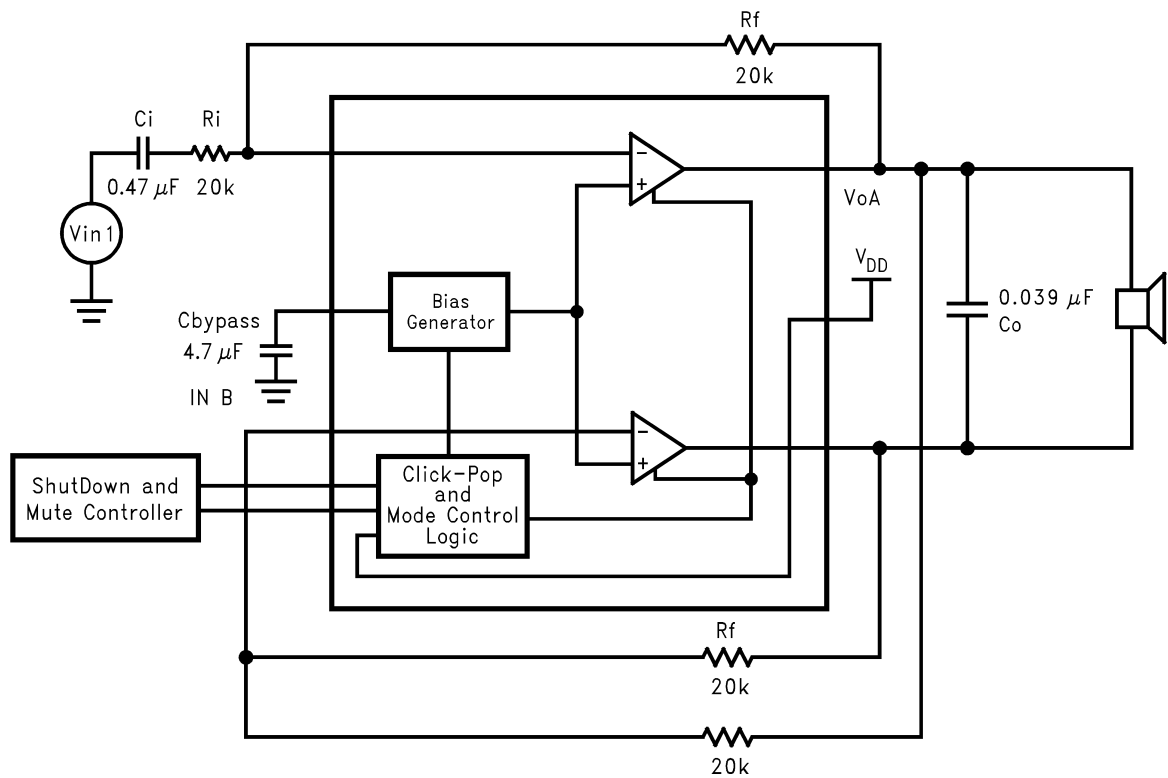 Rf
20k
Ci
Ri
0.47 μF
20k
Vin1
−
+
VoA
VDD
0.039 μF
Co
Bias
Generator
Cbypass
4.7 μF
IN B
−
+
ShutDown and
Mute Controller
Click-Pop
and
Mode Control
Logic
Rf
20k
20k